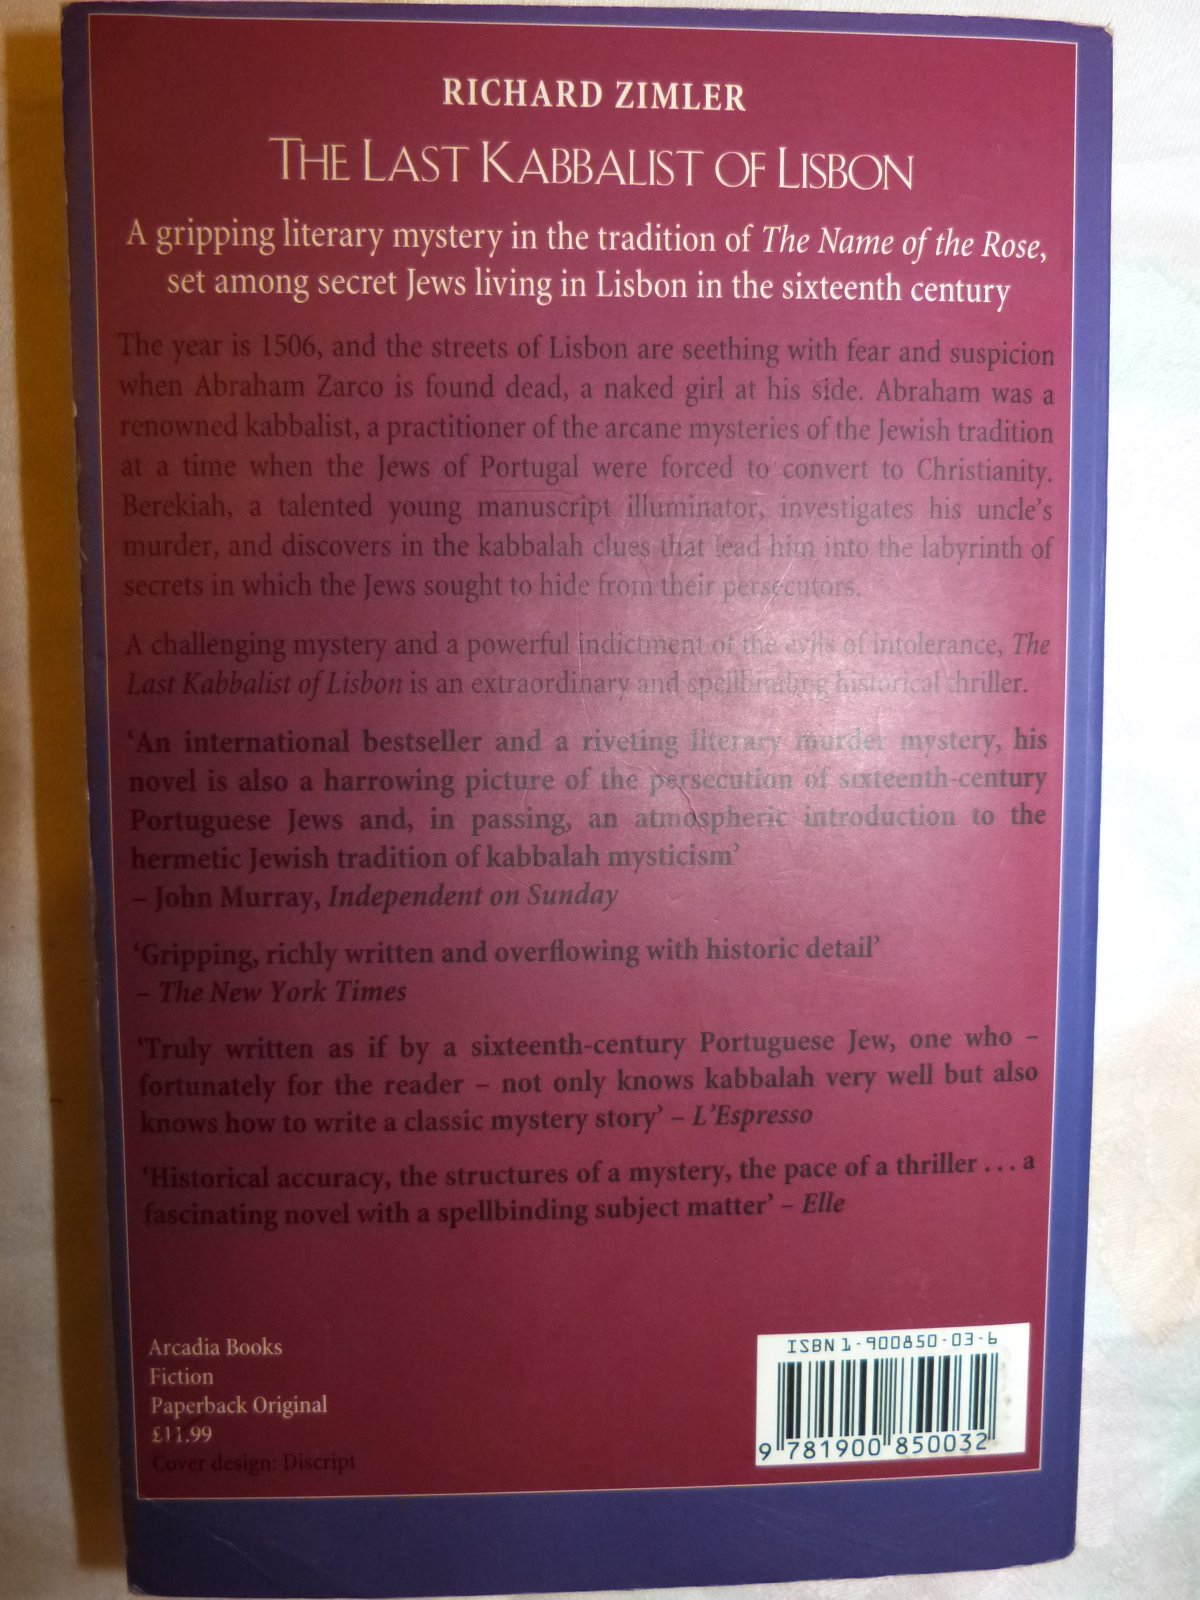 RICHARD ZIMLER
THE LAST KABBALIST OF LISBON
A gripping literary mystery in the tradition of The Name of the Rose,
set among secret Jews living in Lisbon in the sixteenth century
The year is 1506, and the streets of Lisbon are seething with fear and suspicion
when Abraham Zarco is found dead, a naked girl at his side. Abraham was a
renowned kabbalist, a practitioner of the arcane mysteries of the Jewish tradition
at a time when the Jews of Portugal were forced to convert to Christianity.
Berekiah, a talented young manuscript illuminator, investigates his uncle's
murder, and discovers in the kabbalah clues that lead him into the labyrinth of
secrets in which the Jews sought to hide from their persecutors.
A challenging mystery and a powerful indictment of the evils of intolerance, The
Last Kabbalist of Lisbon is an extraordinary and spellbinding historical thriller.
‘An international bestseller and a riveting literary murder mystery, his
novel is also a harrowing picture of the persecution of sixteenth-century
Portuguese Jews and, in passing, an atmospheric introduction to the
hermetic Jewish tradition of kabbalah mysticism’
– John Murray, Independent on Sunday
‘Gripping, richly written and overflowing with historic detail’
– The New York Times
‘Truly written as if by a sixteenth-century Portuguese Jew, one who –
fortunately for the reader – not only knows kabbalah very well but also
knows how to write a classic mystery story’ – L’Espresso
‘Historical accuracy, the structures of a mystery, the pace of a thriller . . . a
fascinating novel with a spellbinding subject matter’ – Elle
Arcadia Books
Fiction
Paperback Original
£11.99
Cover design: Discript
ISBN 1-900850-03-6
9 781900 850032